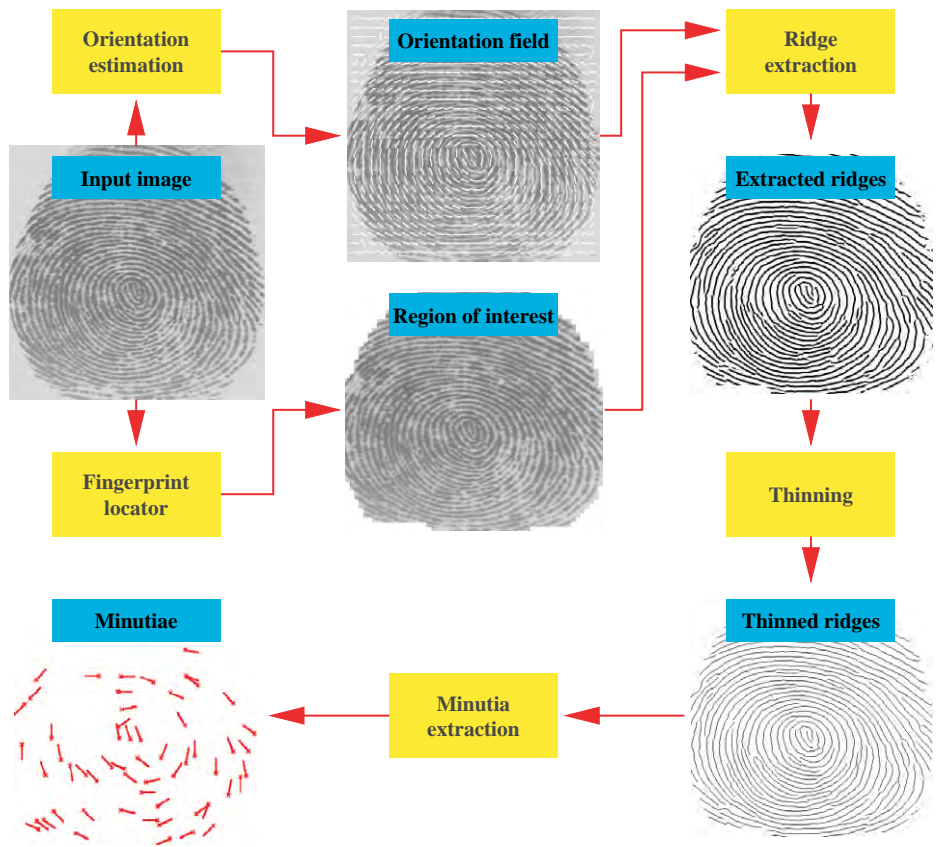 Orientation
estimation
Orientation field
Ridge
extraction
Input image
Extracted ridges
Region of interest
Fingerprint
locator
Thinning
Minutiae
Thinned ridges
Minutia
extraction